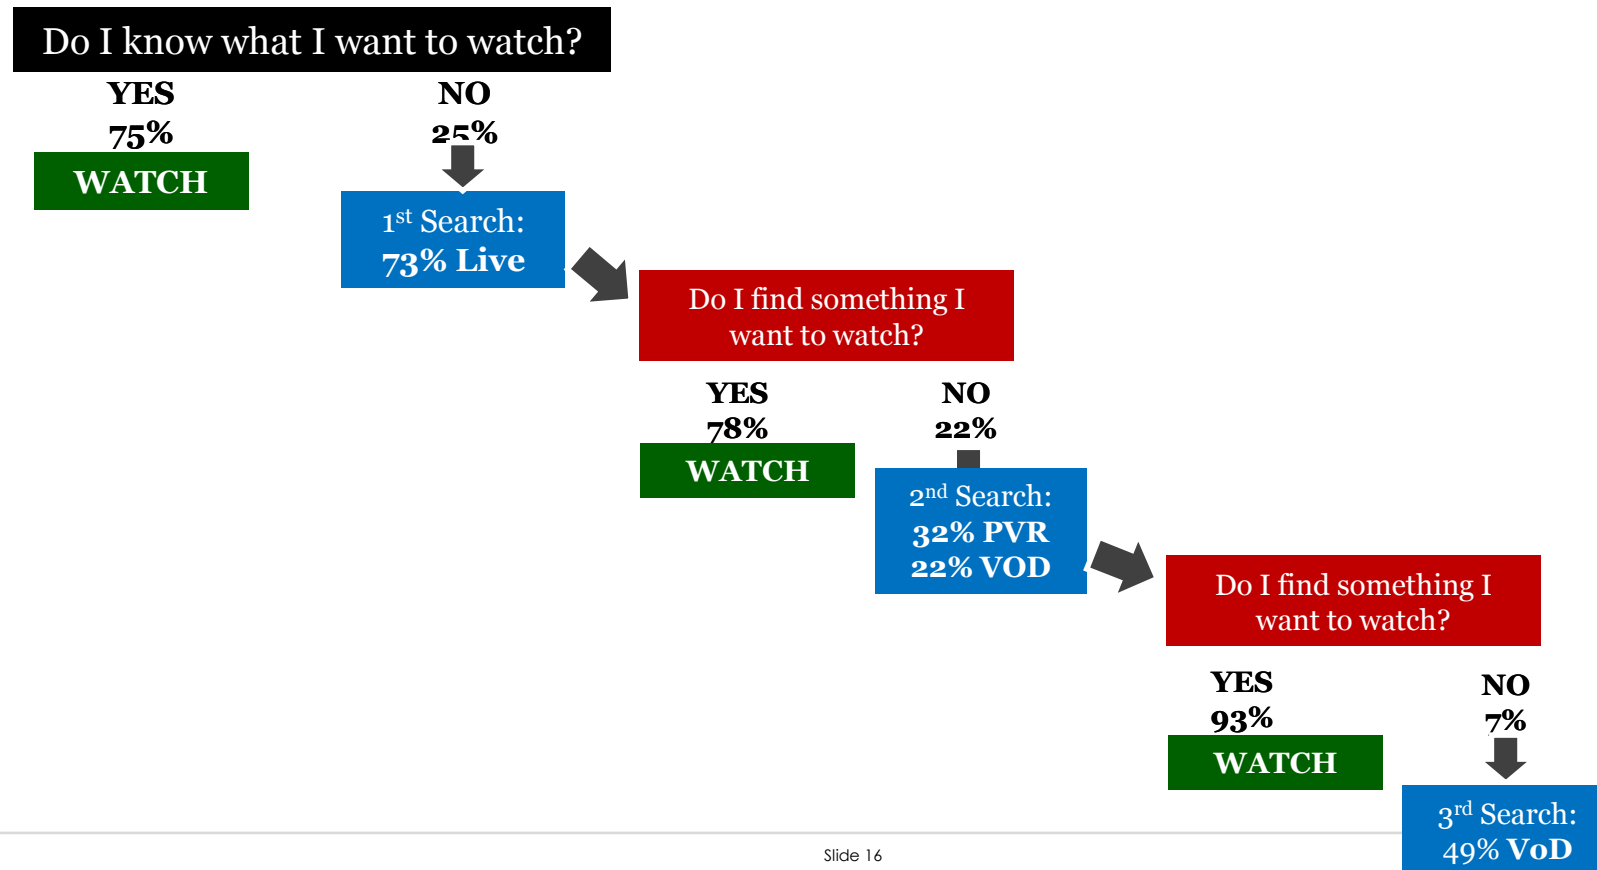 Do I know what I want to watch?
YES
75%
WATCH
NO
25%
1st Search:
73% Live
Do I find something I
want to watch?
YES
78%
WATCH
NO
22%
2nd Search:
32% PVR
22% VOD
Do I find something I
want to watch?
YES
93%
WATCH
NO
7%
3rd Search:
49% VoD
Slide 16